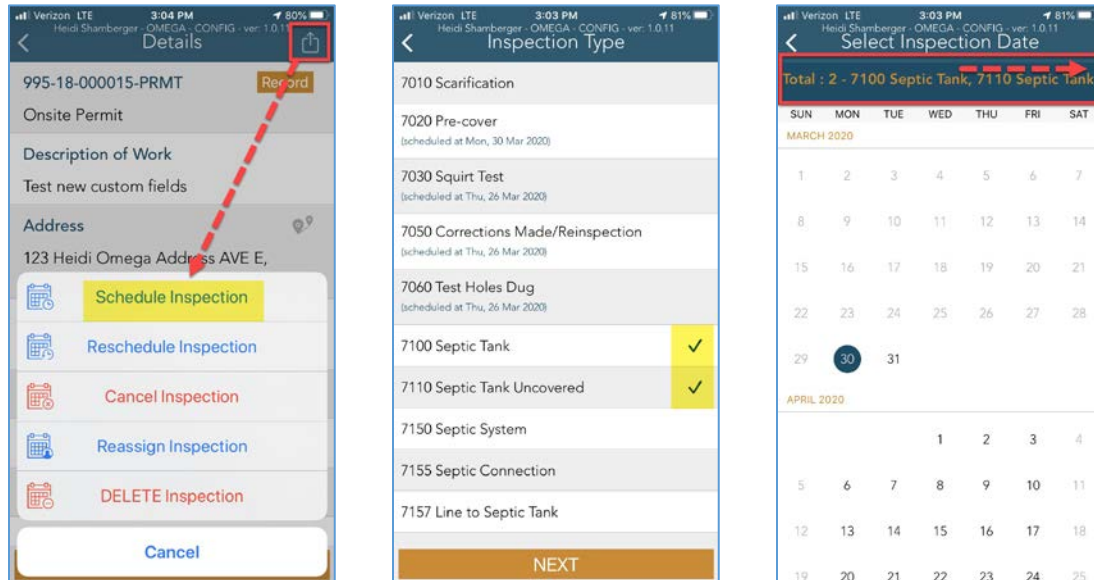 Verizon LTE 3:04 PM 80%
Heidi Shamberger - OMEGA - CONFIG - ver: 1.0.11
Details
995-18-000015-PRMT Record
Onsite Permit
Description of Work
Test new custom fields
Address
123 Heidi Omega Address AVE E,
Schedule Inspection
Reschedule Inspection
Cancel Inspection
Reassign Inspection
DELETE Inspection
Cancel
Verizon LTE 3:03 PM 81%
Heidi Shamberger - OMEGA - CONFIG - ver: 1.0.11
Inspection Type
7010 Scarification
7020 Pre-cover
(scheduled at Mon, 30 Mar 2020)
7030 Squirt Test
(scheduled at Thu, 26 Mar 2020)
7050 Corrections Made/Reinspection
(scheduled at Thu, 26 Mar 2020)
7060 Test Holes Dug
(scheduled at Thu, 26 Mar 2020)
7100 Septic Tank
7110 Septic Tank Uncovered
7150 Septic System
7155 Septic Connection
7157 Line to Septic Tank
NEXT
Verizon LTE 3:03 PM 81%
Heidi Shamberger - OMEGA - CONFIG - ver: 1.0.11
Select Inspection Date
Total : 2 - 7100 Septic Tank, 7110 Septic Tank
SUN MON TUE WED THU FRI SAT
MARCH 2020
1 2 3 4 5 6 7
8 9 10 11 12 13 14
15 16 17 18 19 20 21
22 23 24 25 26 27 28
29 30 31
APRIL 2020
1 2 3 4
5 6 7 8 9 10 11
12 13 14 15 16 17 18
19 20 21 22 23 24 25